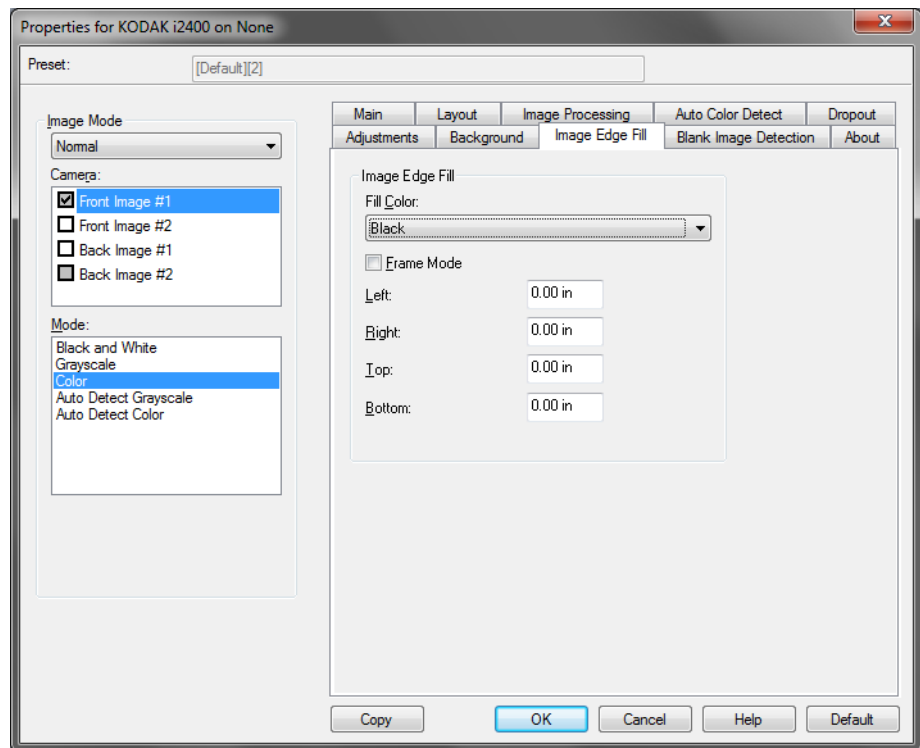 Properties for KODAK i2400 on None
Preset:
[Default][2]
Image Mode
Normal
Camera:
Front Image #1
Front Image #2
Back Image #1
Back Image #2
Mode:
Black and White
Grayscale
Color
Auto Detect Grayscale
Auto Detect Color
Main Layout Image Processing Auto Color Detect Dropout
Adjustments Background Image Edge Fill Blank Image Detection About
Image Edge Fill
Fill Color:
Black
Frame Mode
Left: 0.00 in
Right: 0.00 in
Top: 0.00 in
Bottom: 0.00 in
Copy OK Cancel Help Default